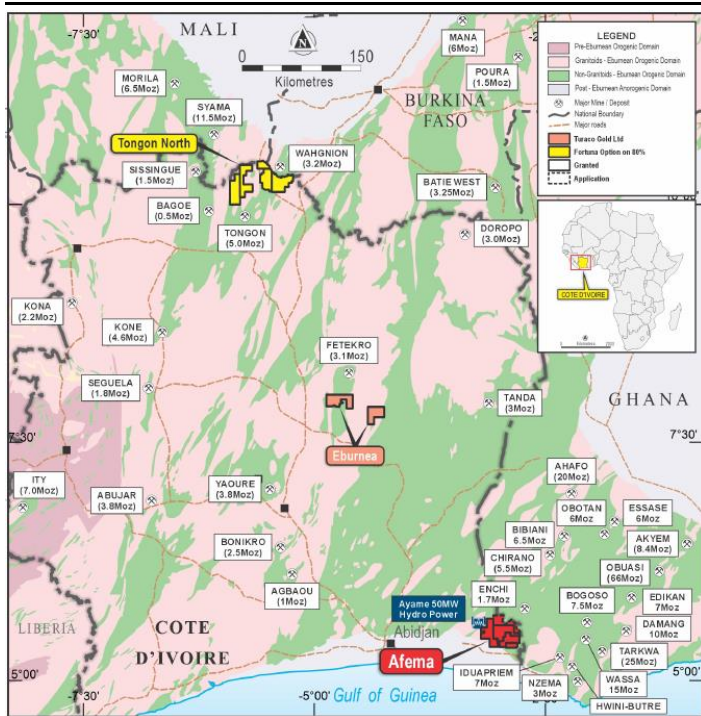 MALI
N
0
150
Kilometres
MANA
(6Moz)
POURA
(1.5Moz)
MORILA
(6.5Moz)
SYAMA
(11.5Moz)
BURKINA
FASO
Tongon North
WAHGNION
(3.2Moz)
SISSINGUE
(1.5Moz)
BATIE WEST
(3.25Moz)
BAGOE
(0.5Moz)
TONGON
(5.0Moz)
DOROPO
(3.0Moz)
LEGEND
Pre-Eburnean Orogenic Domain
Granitoids - Eburnean Orogenic Domain
Non-Granitoids - Eburnean Orogenic Domain
Post - Eburnean Anorogenic Domain
Major Mine / Deposit
National Boundary
Major roads
Turaco Gold Ltd
Fortuna Option on 80%
Granted
Application
COTE D'IVOIRE
KONA
(2.2Moz)
KONE
(4.6Moz)
FETEKRO
(3.1Moz)
SEGUELA
(1.8Moz)
TANDA
(3Moz)
GHANA
7°30'
7°30'
Eburnea
ITY
(7.0Moz)
ABUJAR
(3.8Moz)
YAOURE
(3.8Moz)
AHAFO
(20Moz)
OBOTAN
6Moz
ESSASE
6Moz
BIBIANI
6.5Moz
AKYEM
(8.4Moz)
BONIKRO
(2.5Moz)
CHIRANO
(5.5Moz)
OBUASI
(66Moz)
AGBAOU
(1Moz)
ENCHI
1.7Moz
BOGOSO
7.5Moz
EDIKAN
7Moz
Ayame 50MW
Hydro Power
DAMANG
10Moz
LIBERIA
COTE
D'IVOIRE
Abidjan
Afema
TARKWA
(25Moz)
IDUAPRIEM
7Moz
NZEMA
3Moz
WASSA
15Moz
HWINI-BUTRE
5°00
5°00
-7°30'
-7°30'
-5°00
Gulf of Guinea